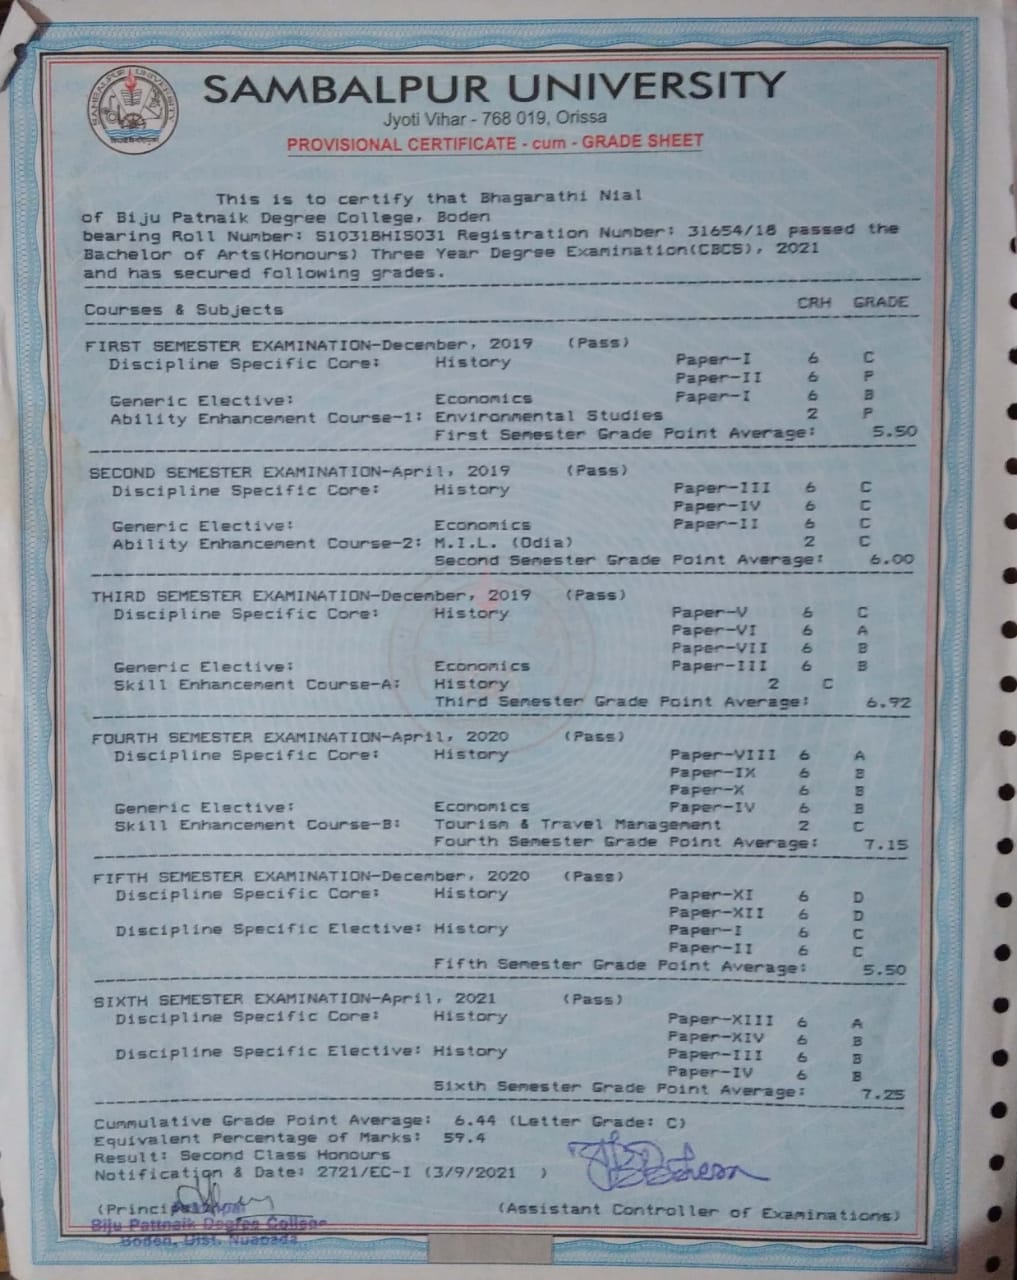 SAMBALPUR UNIVERSITY
SAMBALPUR UNIVERSITY
Jyoti Vihar - 768 019, Orissa
PROVISIONAL CERTIFICATE - cum - GRADE SHEET
This is to certify that Bhagarathi Nial
of Biju Patnaik Degree College, Boden
bearing Roll Number: S10318HIS031 Registration Number: 31654/18 passed the
Bachelor of Arts(Honours) Three Year Degree Examination(CBCS), 2021
and has secured following grades.
Courses & Subjects CRH GRADE
FIRST SEMESTER EXAMINATION-December, 2019 (Pass)
Discipline Specific Core: History Paper-I 6 C
Paper-II 6 P
Generic Elective: Economics Paper-I 6 B
Ability Enhancement Course-1: Environmental Studies 2 P
First Semester Grade Point Average: 5.50
SECOND SEMESTER EXAMINATION-April, 2019 (Pass)
Discipline Specific Core: History Paper-III 6 C
Paper-IV 6 C
Generic Elective: Economics Paper-II 6 C
Ability Enhancement Course-2: M.I.L. (Odia) 2 C
Second Semester Grade Point Average: 6.00
THIRD SEMESTER EXAMINATION-December, 2019 (Pass)
Discipline Specific Core: History Paper-V 6 C
Paper-VI 6 A
Paper-VII 6 B
Generic Elective: Economics Paper-III 6 B
Skill Enhancement Course-A: History 2 C
Third Semester Grade Point Average: 6.92
FOURTH SEMESTER EXAMINATION-April, 2020 (Pass)
Discipline Specific Core: History Paper-VIII 6 A
Paper-IX 6 B
Paper-X 6 B
Generic Elective: Economics Paper-IV 6 B
Skill Enhancement Course-B: Tourism & Travel Management 2 C
Fourth Semester Grade Point Average: 7.15
FIFTH SEMESTER EXAMINATION-December, 2020 (Pass)
Discipline Specific Core: History Paper-XI 6 D
Paper-XII 6 D
Discipline Specific Elective: History Paper-I 6 C
Paper-II 6 C
Fifth Semester Grade Point Average: 5.50
SIXTH SEMESTER EXAMINATION-April, 2021 (Pass)
Discipline Specific Core: History Paper-XIII 6 A
Paper-XIV 6 B
Discipline Specific Elective: History Paper-III 6 B
Paper-IV 6 B
Sixth Semester Grade Point Average: 7.25
Cummulative Grade Point Average: 6.44 (Letter Grade: C)
Equivalent Percentage of Marks: 59.4
Result: Second Class Honours
Notification & Date: 2721/EC-I (3/9/2021 )
(Assistant Controller of Examinations)
Biju Pattnaik Degree College
Boden, Dist. Nuapada